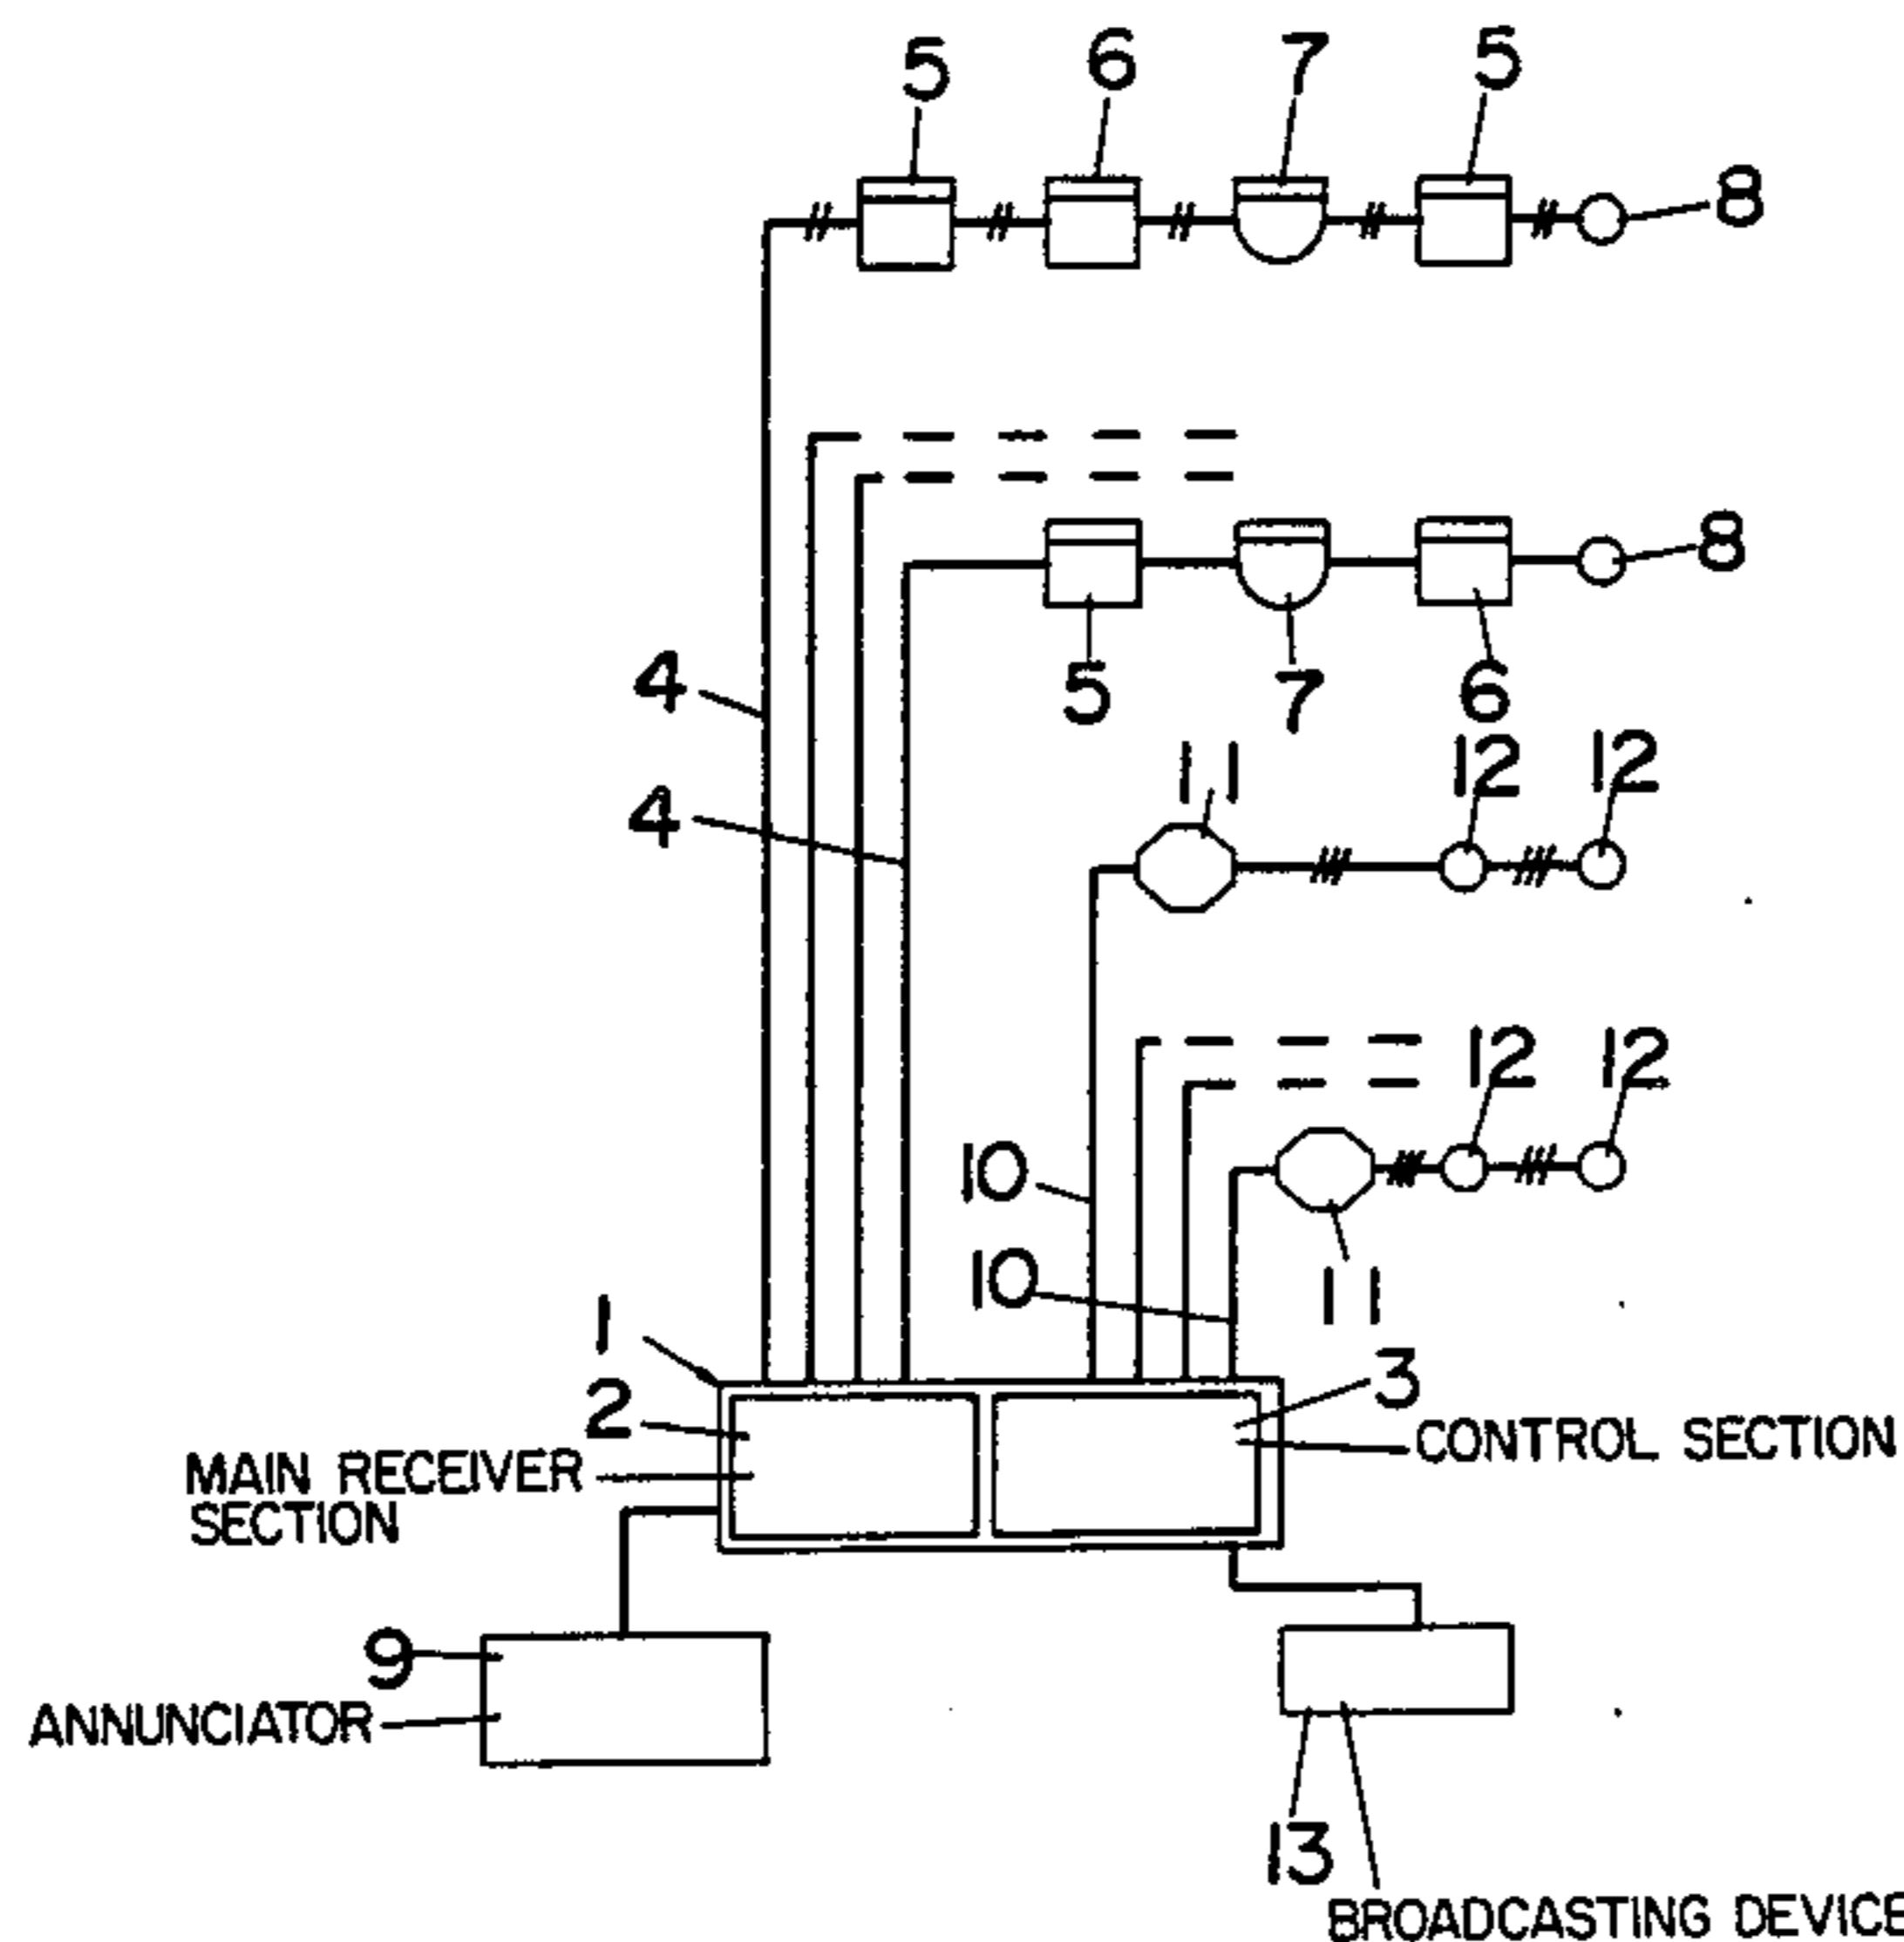 5 6 7 5
8
8
4
5 7 6
11 12 12
4
12 12
10
10 11
1
3
2
CONTROL SECTION
MAIN RECEIVER
SECTION
9
ANNUNCIATOR
13
BROADCASTING DEVICE